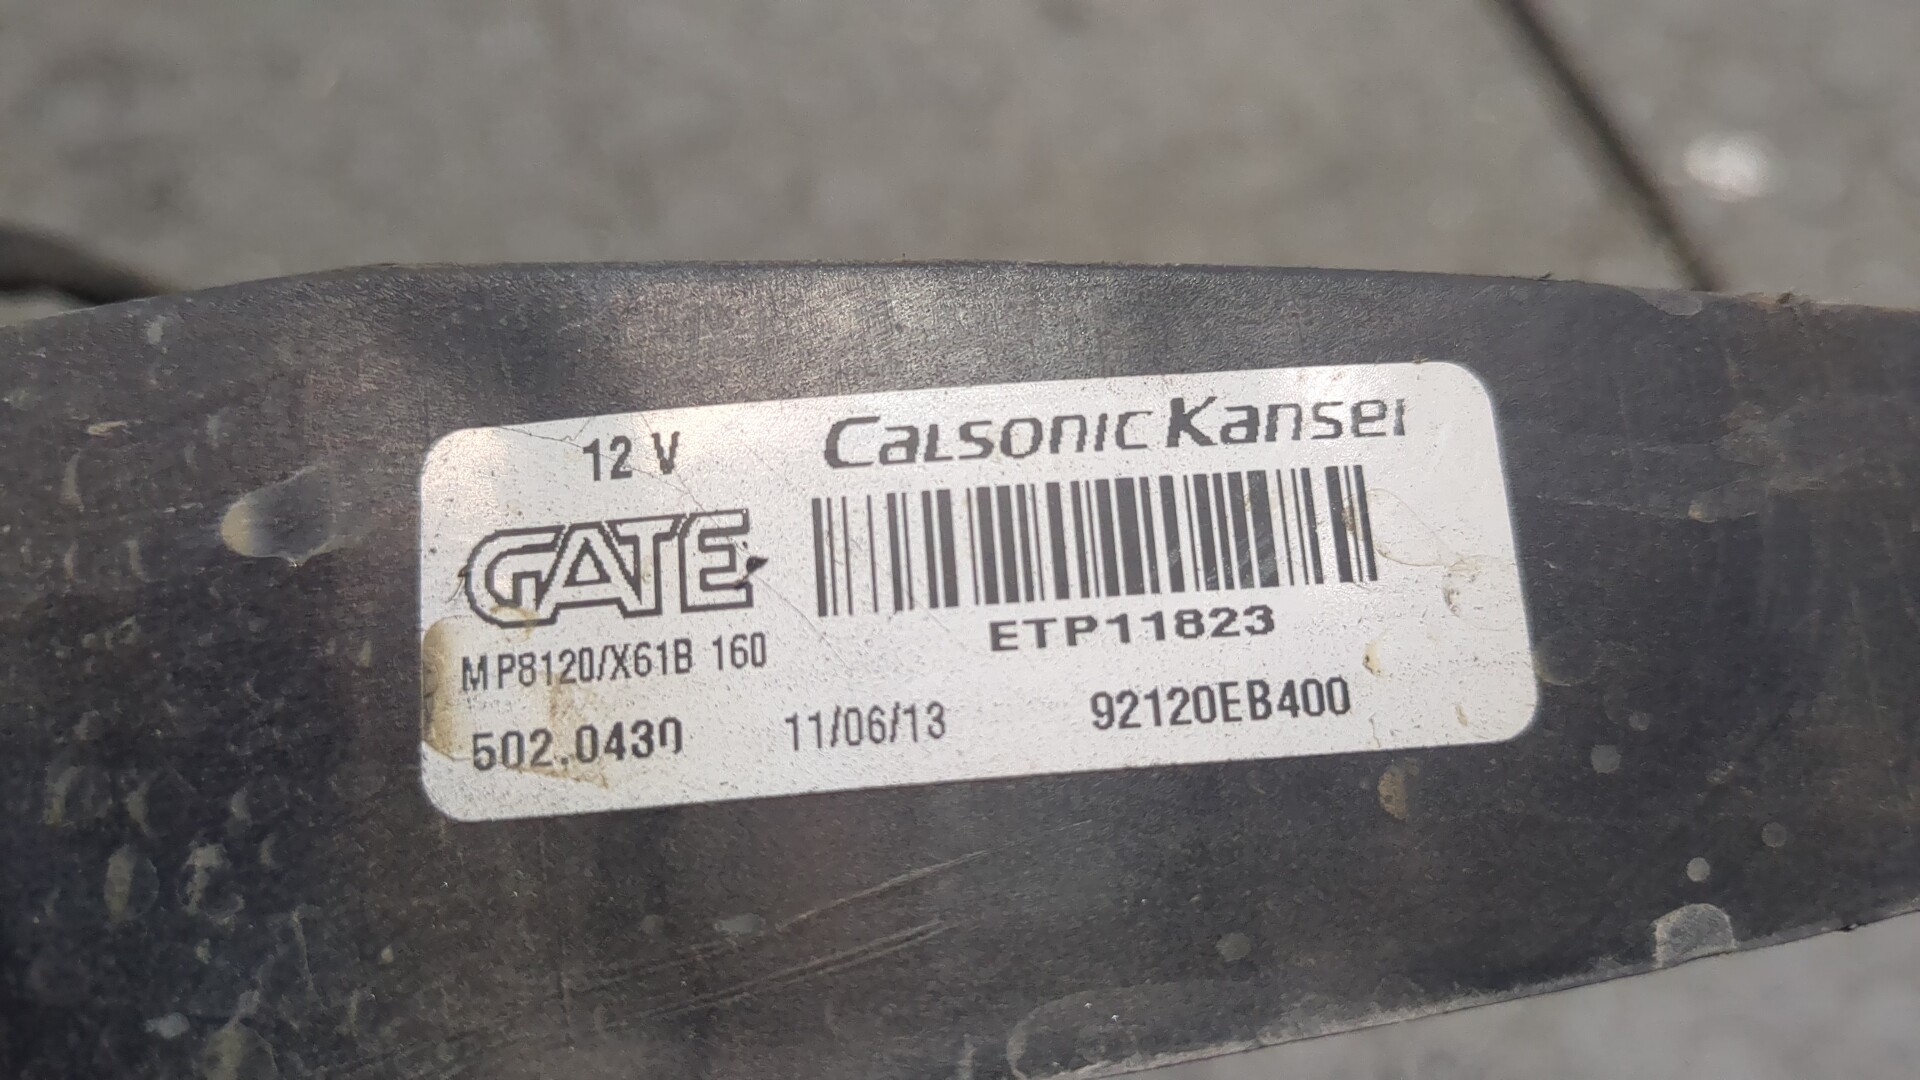 12 V CALSONIC Kansei
GATE
ETP11823
MP8120/X61B 160
502.0430 11/06/13 92120EB400